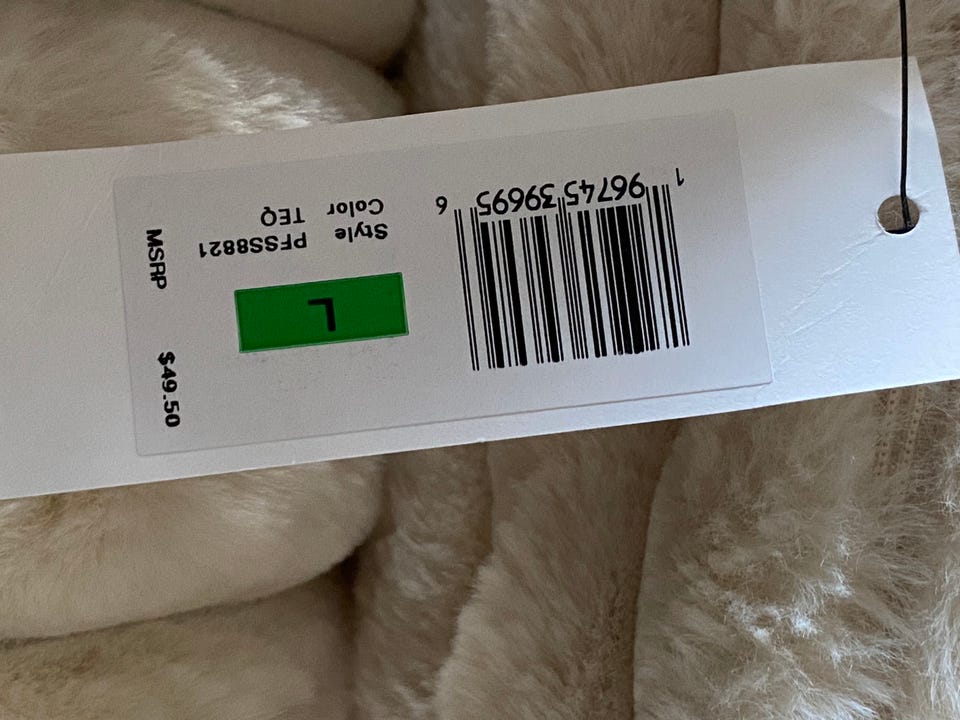 1 96745 39695 6
Style PFSS8821
Color TEQ
L
MSRP $49.50